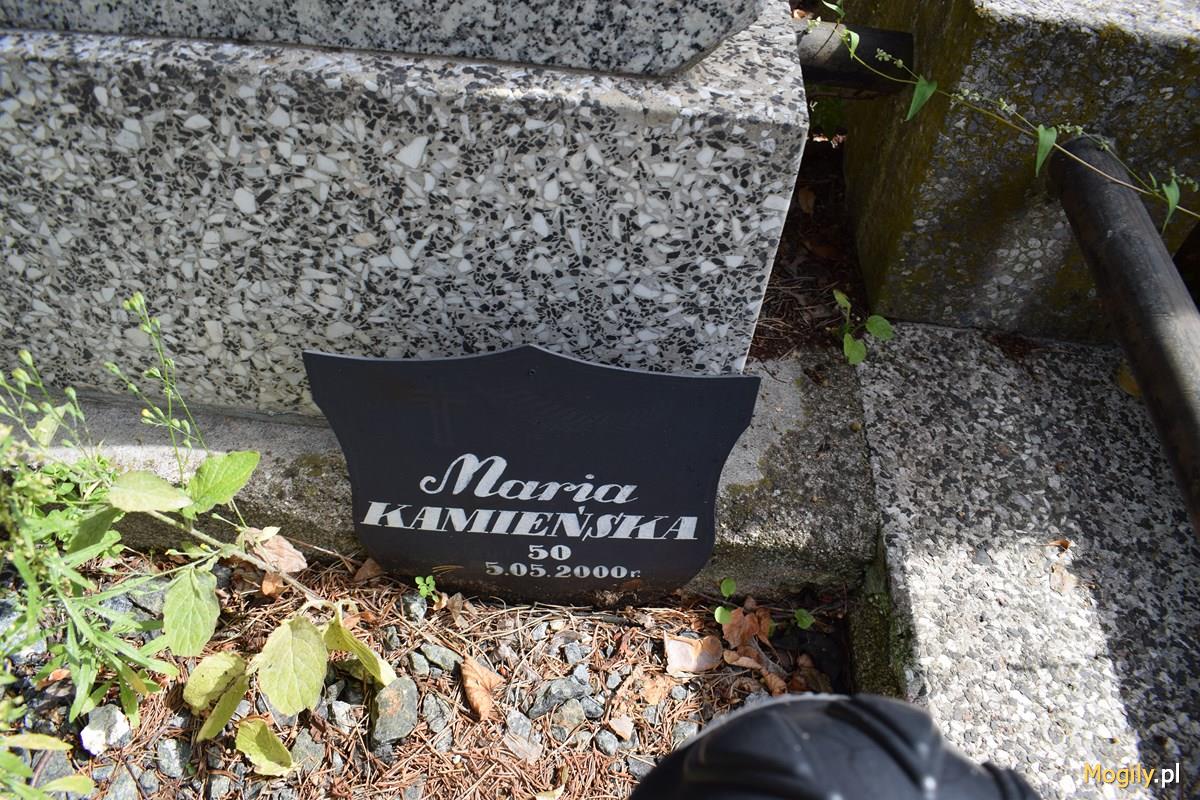 Maria
KAMIEŃSKA
50
5.05.2000r.
Mogily.pl